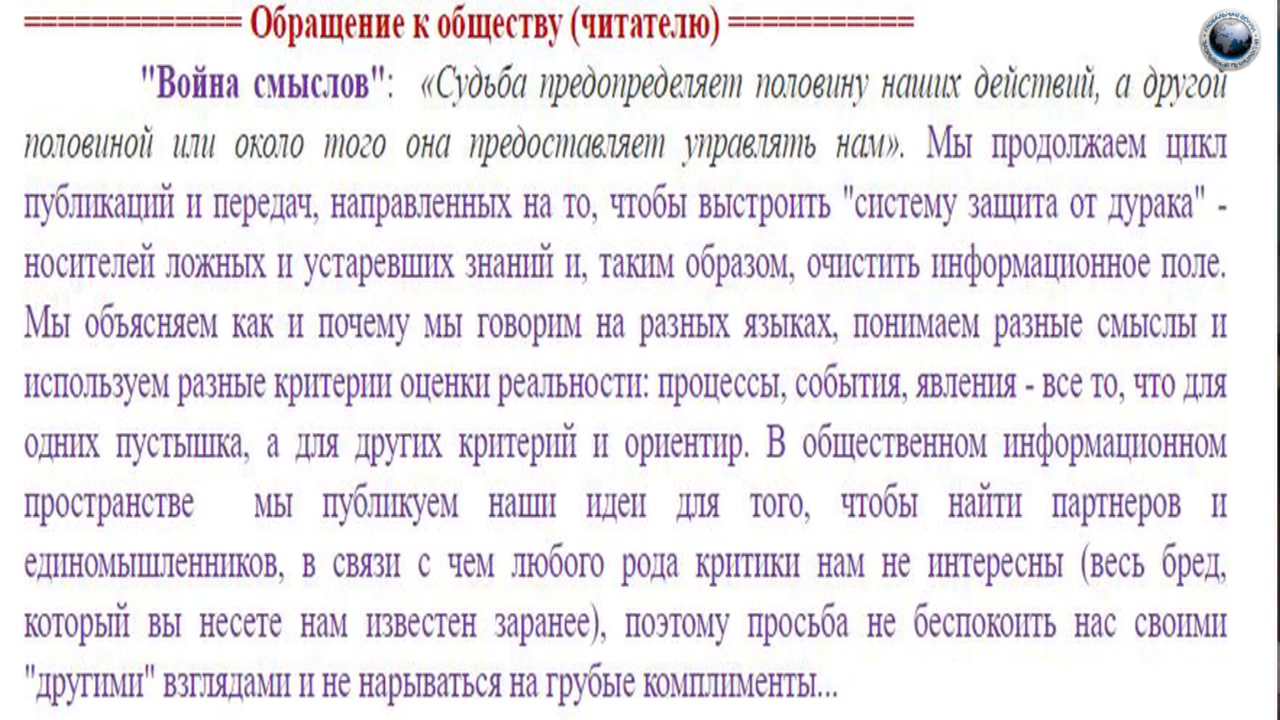 ============= Обращение к обществу (читателю) ===========
"Война смыслов": «Судьба предопределяет половину наших действий, а другой
половиной или около того она предоставляет управлять нам». Мы продолжаем цикл
публикаций и передач, направленных на то, чтобы выстроить "систему защита от дурака" -
носителей ложных и устаревших знаний и, таким образом, очистить информационное поле.
Мы объясняем как и почему мы говорим на разных языках, понимаем разные смыслы и
используем разные критерии оценки реальности: процессы, события, явления - все то, что для
одних пустышка, а для других критерий и ориентир. В общественном информационном
пространстве мы публикуем наши идеи для того, чтобы найти партнеров и
единомышленников, в связи с чем любого рода критики нам не интересны (весь бред,
который вы несете нам известен заранее), поэтому просьба не беспокоить нас своими
"другими" взглядами и не нарываться на грубые комплименты...